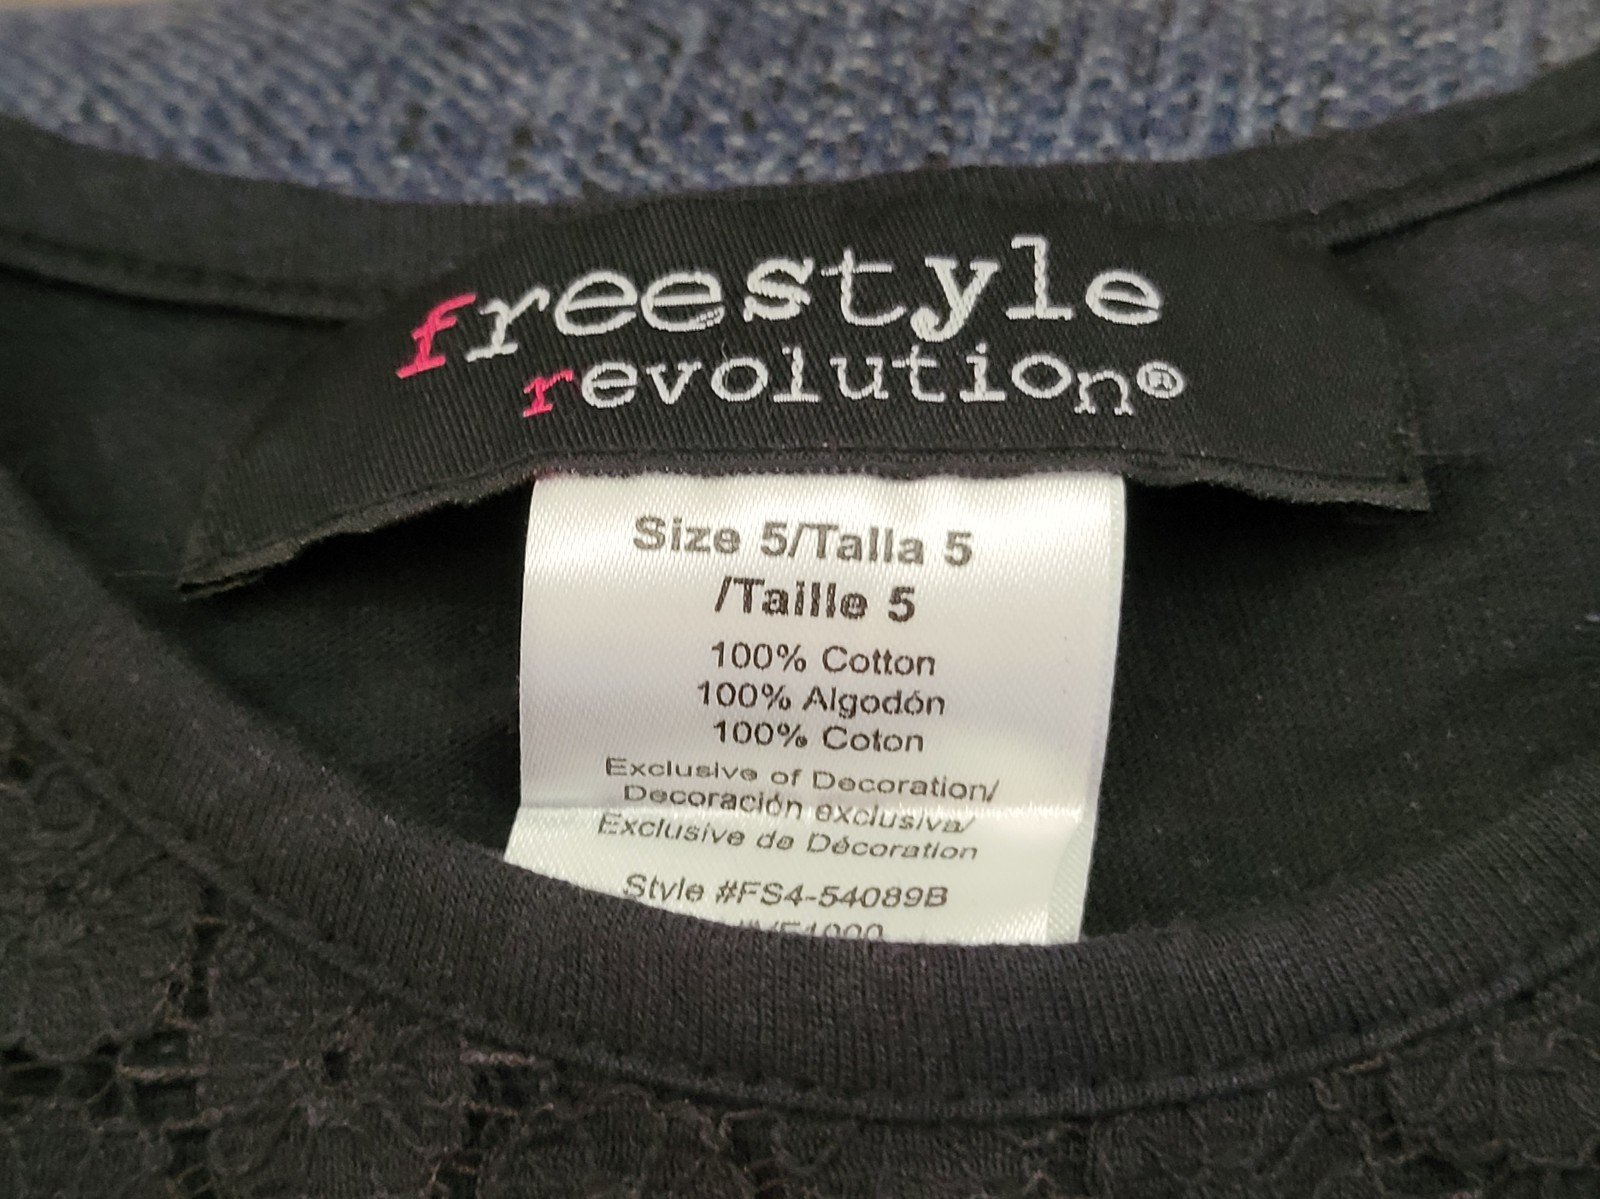 freestyle
revolution®
Size 5/Talla 5
/Taille 5
100% Cotton
100% Algodón
100% Coton
Exclusive of Decoration/
Decoración exclusiva/
Exclusive de Décoration
Style #FS4-54089B